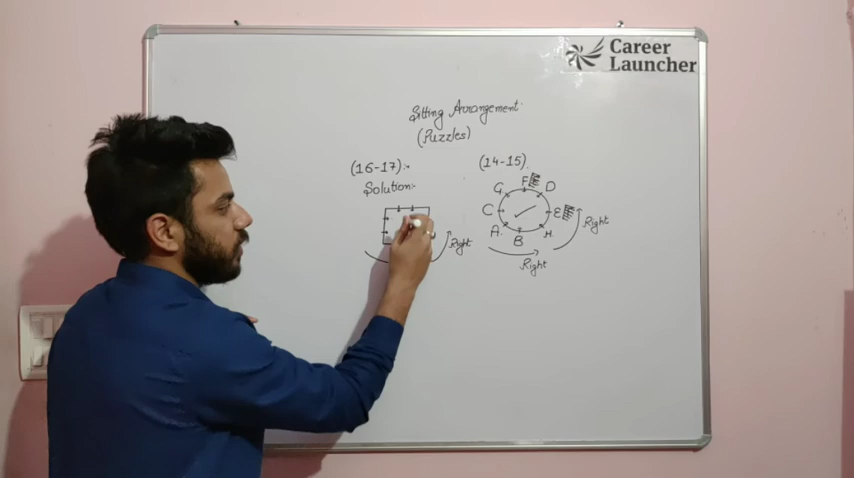 Career
Launcher
Sitting Arrangement
(Puzzles)
(16-17):-
Solution:-
Right
(14-15)
F
G
D
C
E
A
H
B
Right
Right